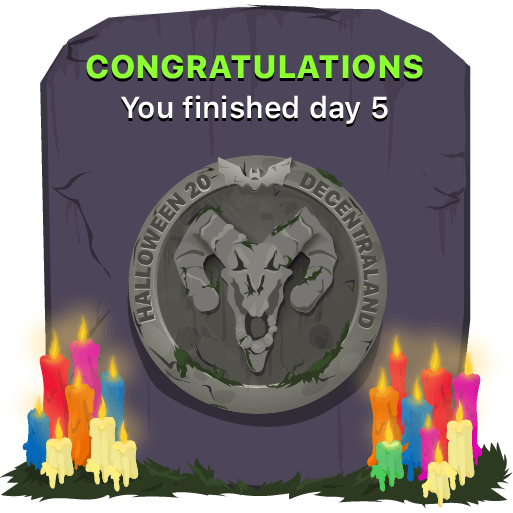 CONGRATULATIONS
You finished day 5
HALLOWEEN 20
DECENTRALAND